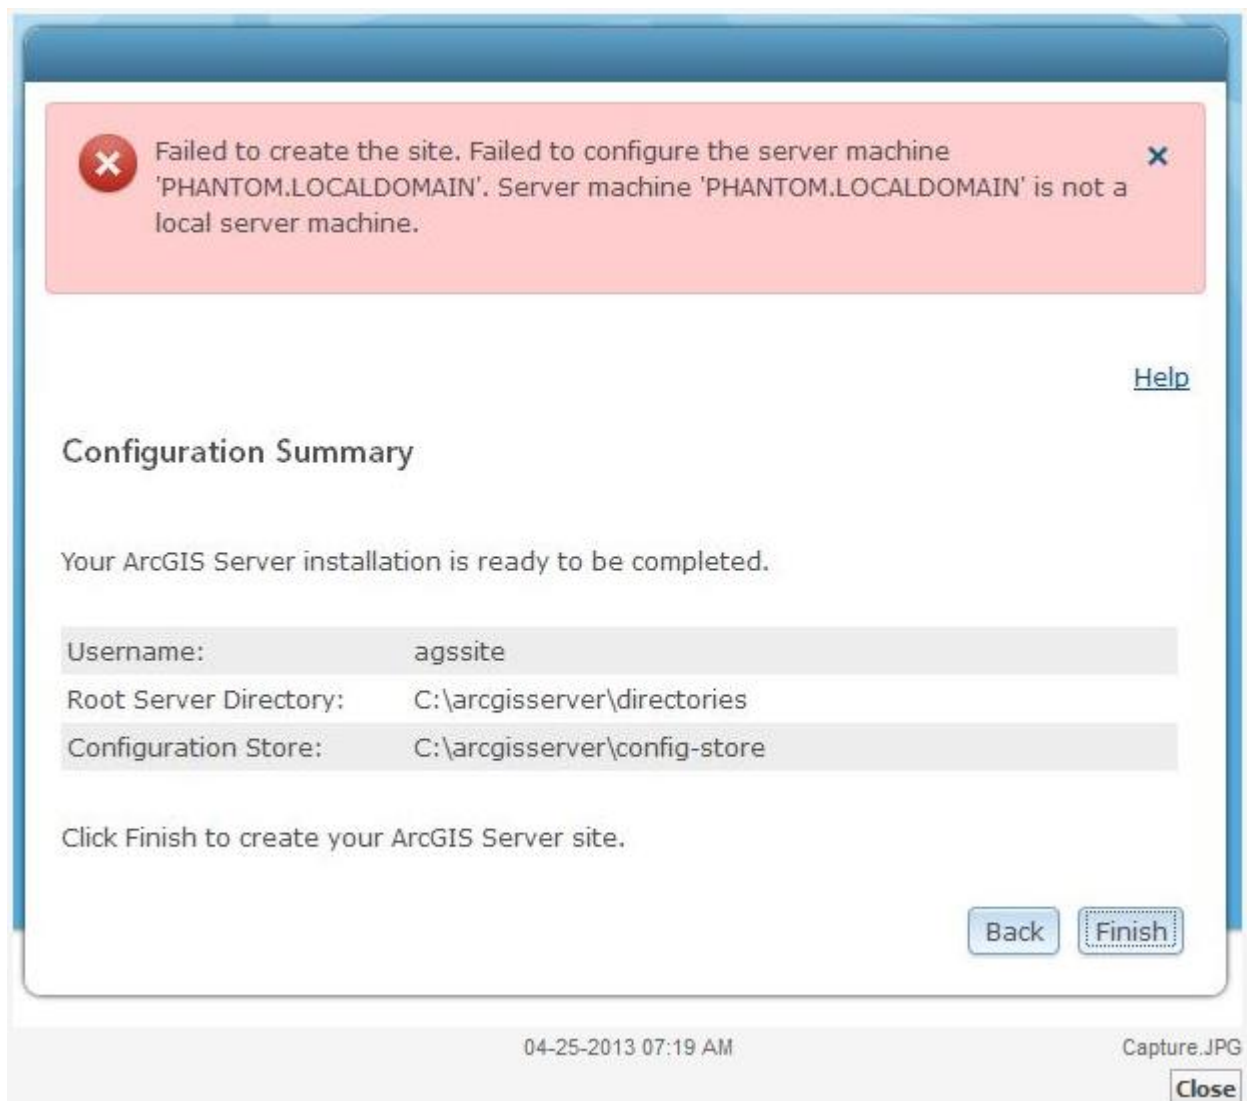 Failed to create the site. Failed to configure the server machine
'PHANTOM.LOCALDOMAIN'. Server machine 'PHANTOM.LOCALDOMAIN' is not a
local server machine.
Help
Configuration Summary
Your ArcGIS Server installation is ready to be completed.
Username: agssite
Root Server Directory: C:\arcgisserver\directories
Configuration Store: C:\arcgisserver\config-store
Click Finish to create your ArcGIS Server site.
Back Finish
04-25-2013 07:19 AM Capture.JPG
Close